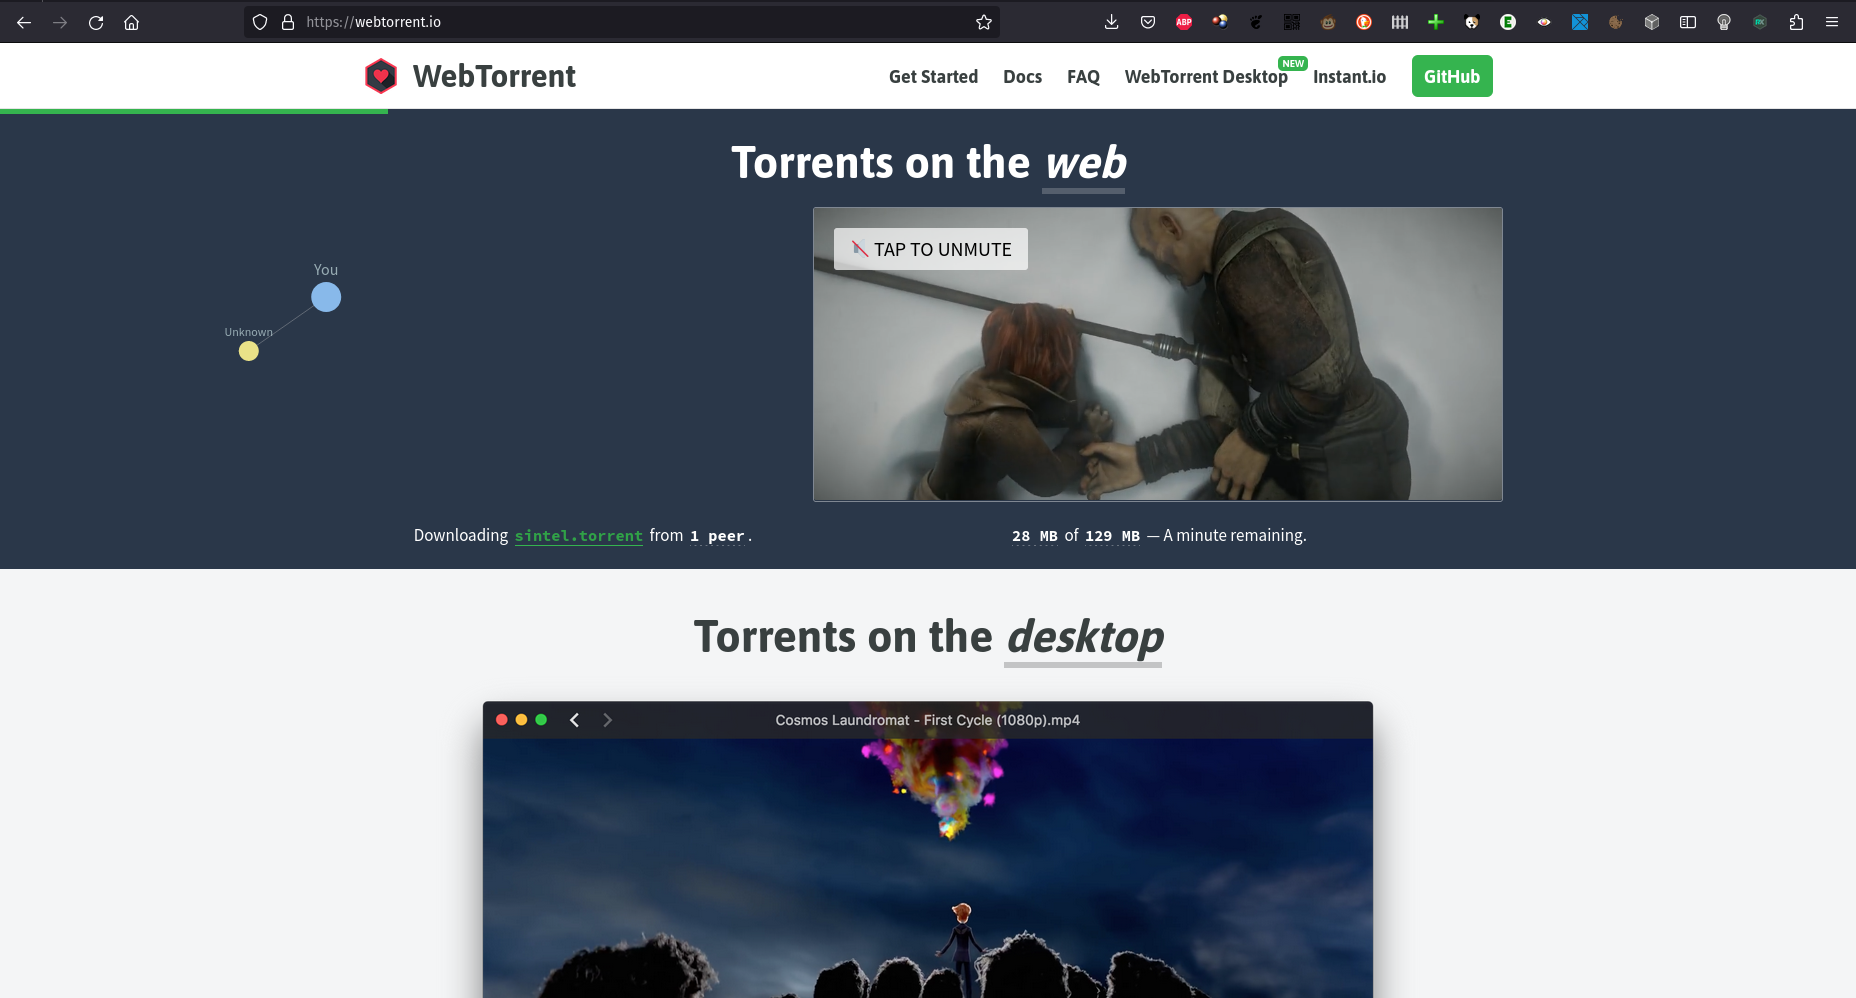 https://webtorrent.io
ABP
E
WebTorrent
Get Started
Docs
FAQ
WebTorrent Desktop
NEW
Instant.io
GitHub
Torrents on the web
You
Unknown
TAP TO UNMUTE
Downloading sintel.torrent from 1 peer.
28 MB of 129 MB — A minute remaining.
Torrents on the desktop
Cosmos Laundromat - First Cycle (1080p).mp4